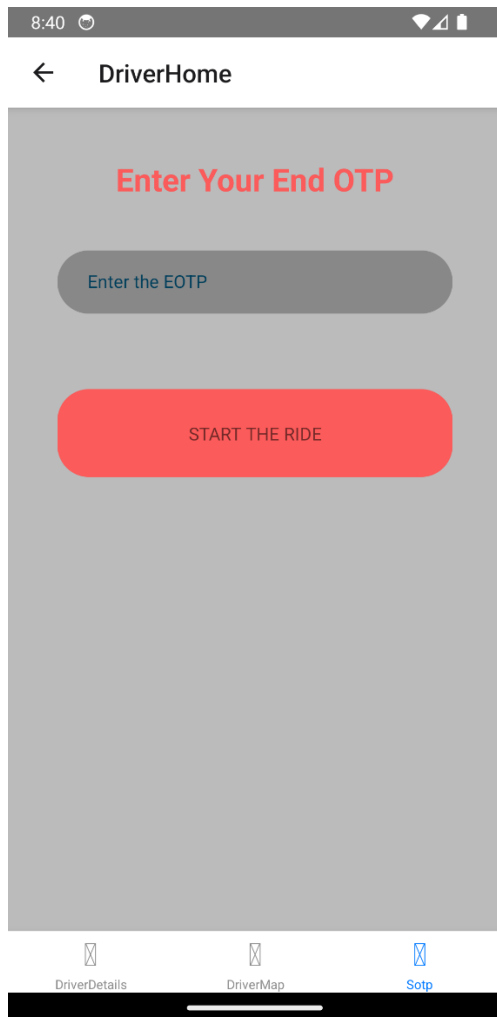 8:40
DriverHome
Enter Your End OTP
Enter the EOTP
START THE RIDE
DriverDetails
DriverMap
Sotp